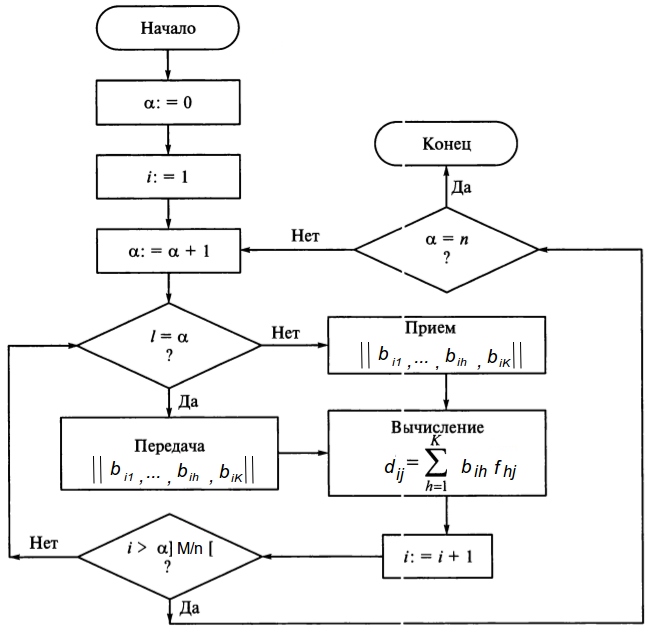 Начало
α: = 0
i: = 1
α: = α + 1
Конец
Да
α = n
?
Нет
l = α
?
Нет
Прием
|| b i1 ,... , b ih , b iK ||
Да
Передача
|| b i1 ,... , b ih , b iK ||
Вычисление
d ij = K ∑ h=1 b ih f hj
i: = i + 1
i > α] M/n [
?
Нет
Да